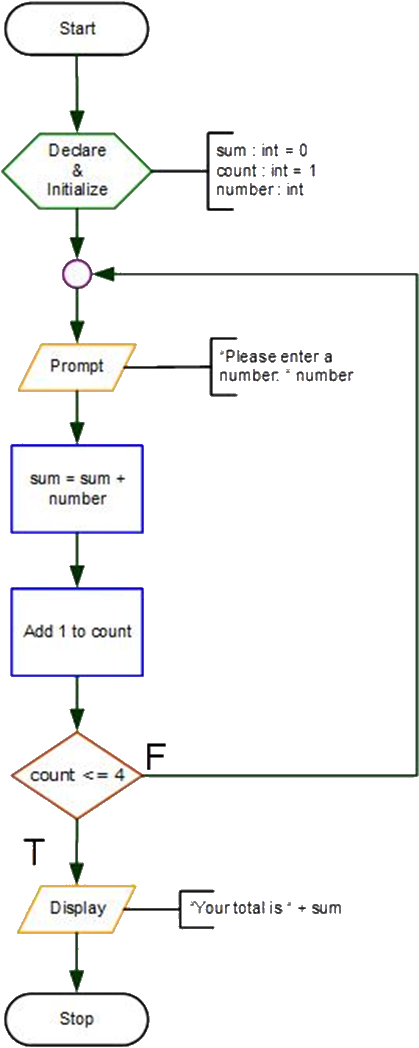 Start
Declare
&
Initialize
sum : int = 0
count : int = 1
number : int
Prompt
"Please enter a
number: " number
sum = sum +
number
Add 1 to count
count <= 4
F
T
Display
"Your total is " + sum
Stop